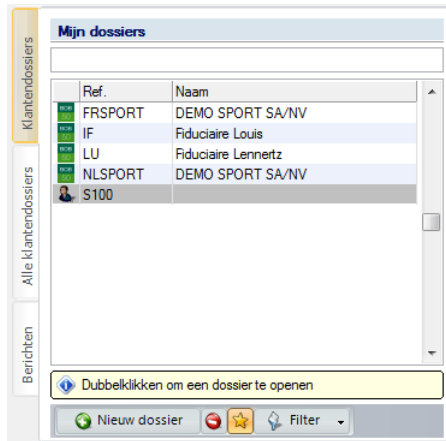 Klantendossiers
Alle klantendossiers
Berichten
Mijn dossiers
Ref. Naam
FRSPORT DEMO SPORT SA/NV
IF Fiduciaire Louis
LU Fiduciaire Lennertz
NLSPORT DEMO SPORT SA/NV
S100
Dubbelklikken om een dossier te openen
Nieuw dossier Filter